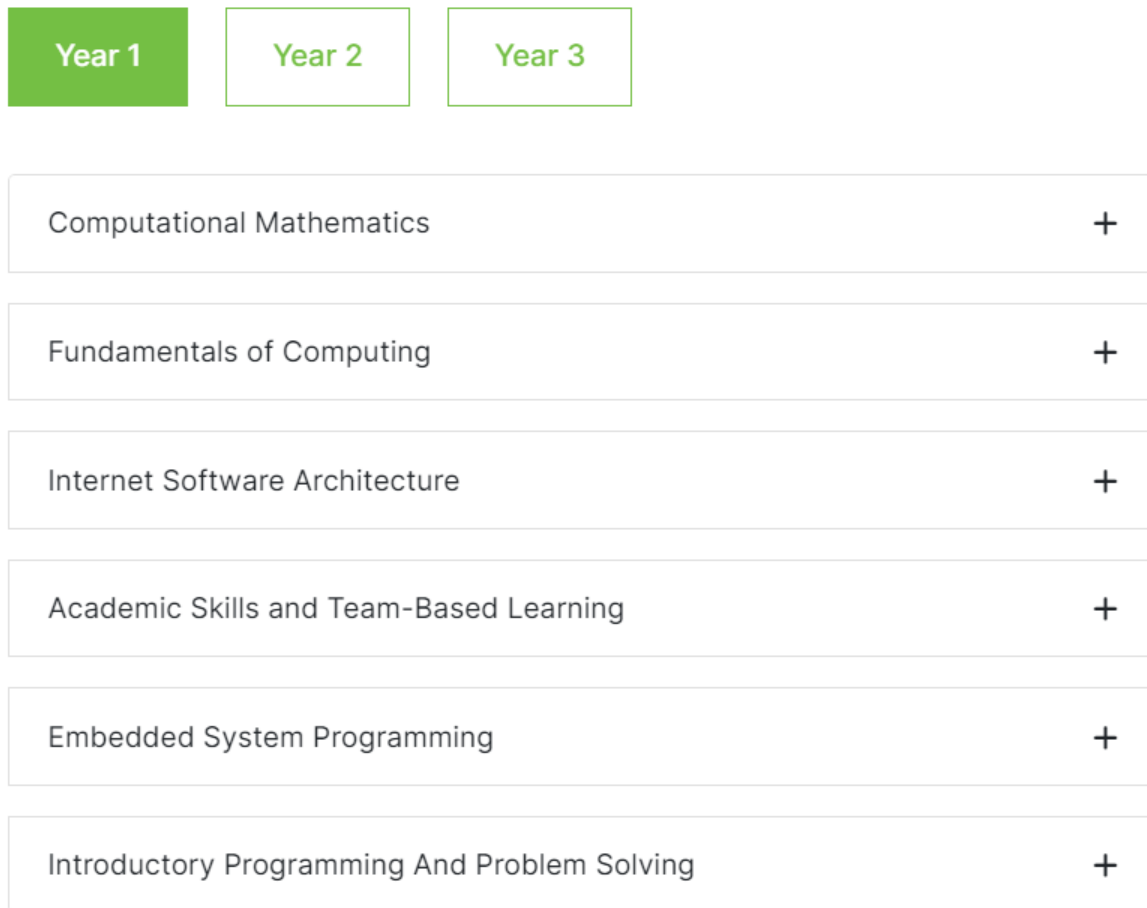 Year 1
Year 2
Year 3
Computational Mathematics
Fundamentals of Computing
Internet Software Architecture
Academic Skills and Team-Based Learning
Embedded System Programming
Introductory Programming And Problem Solving